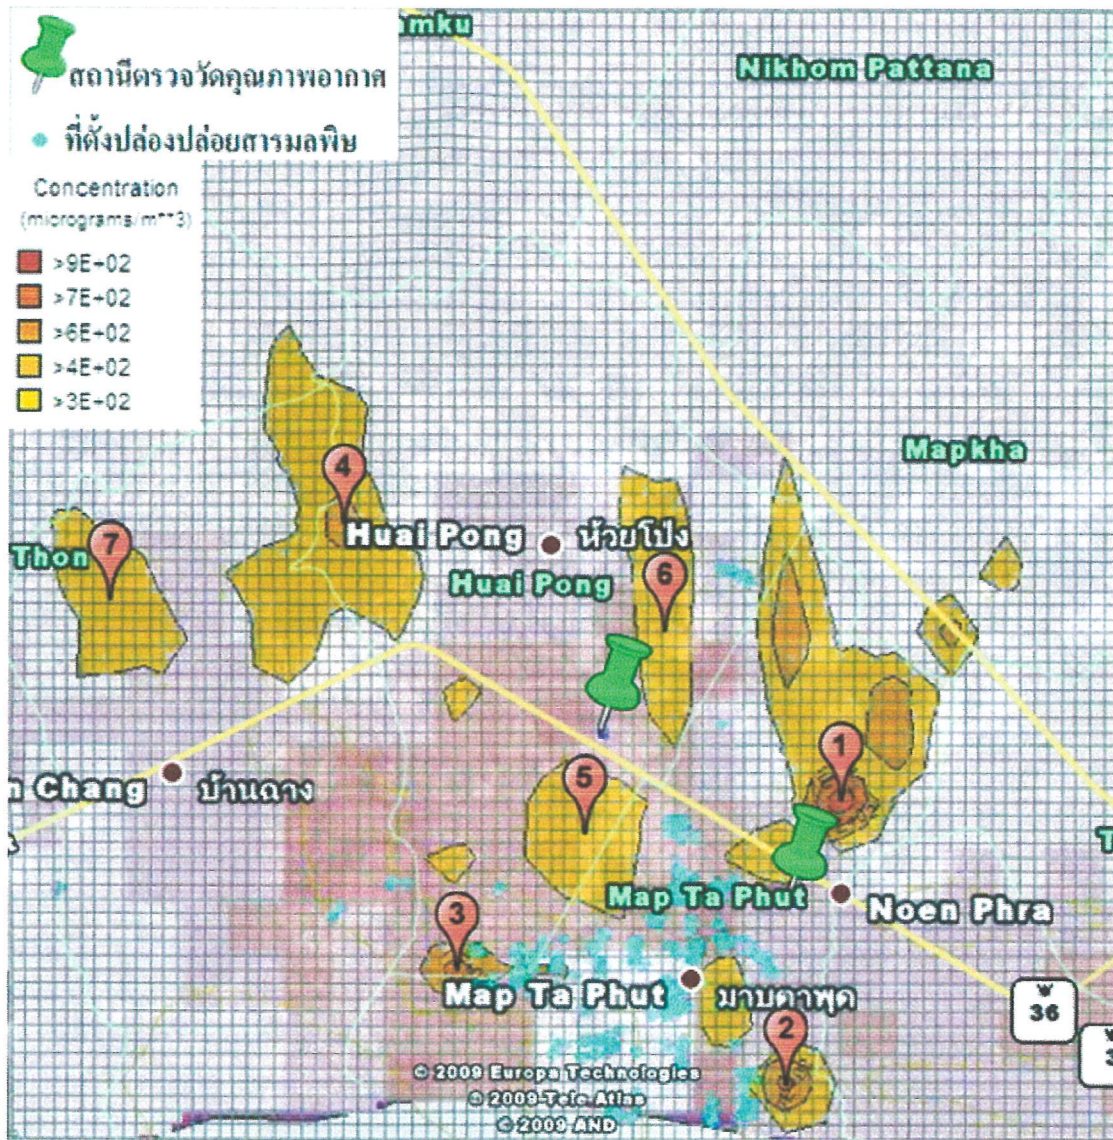 สถานีตรวจวัดคุณภาพอากาศ
ที่ตั้งปล่องปล่อยสารมลพิษ
Concentration
(micrograms/m**3)
>9E+02
>7E+02
>6E+02
>4E+02
>3E+02
amku
Nikhom Pattana
Mapkha
4
Huai Pong ห้วยโป่ง
Thon
7
Huai Pong
6
1
n Chang บ้านฉาง
5
Map Ta Phut
Noen Phra
3
Map Ta Phut มาบตาพุด
2
36
3
© 2009 Europa Technologies
© 2009 Tele Atlas
© 2009 AND